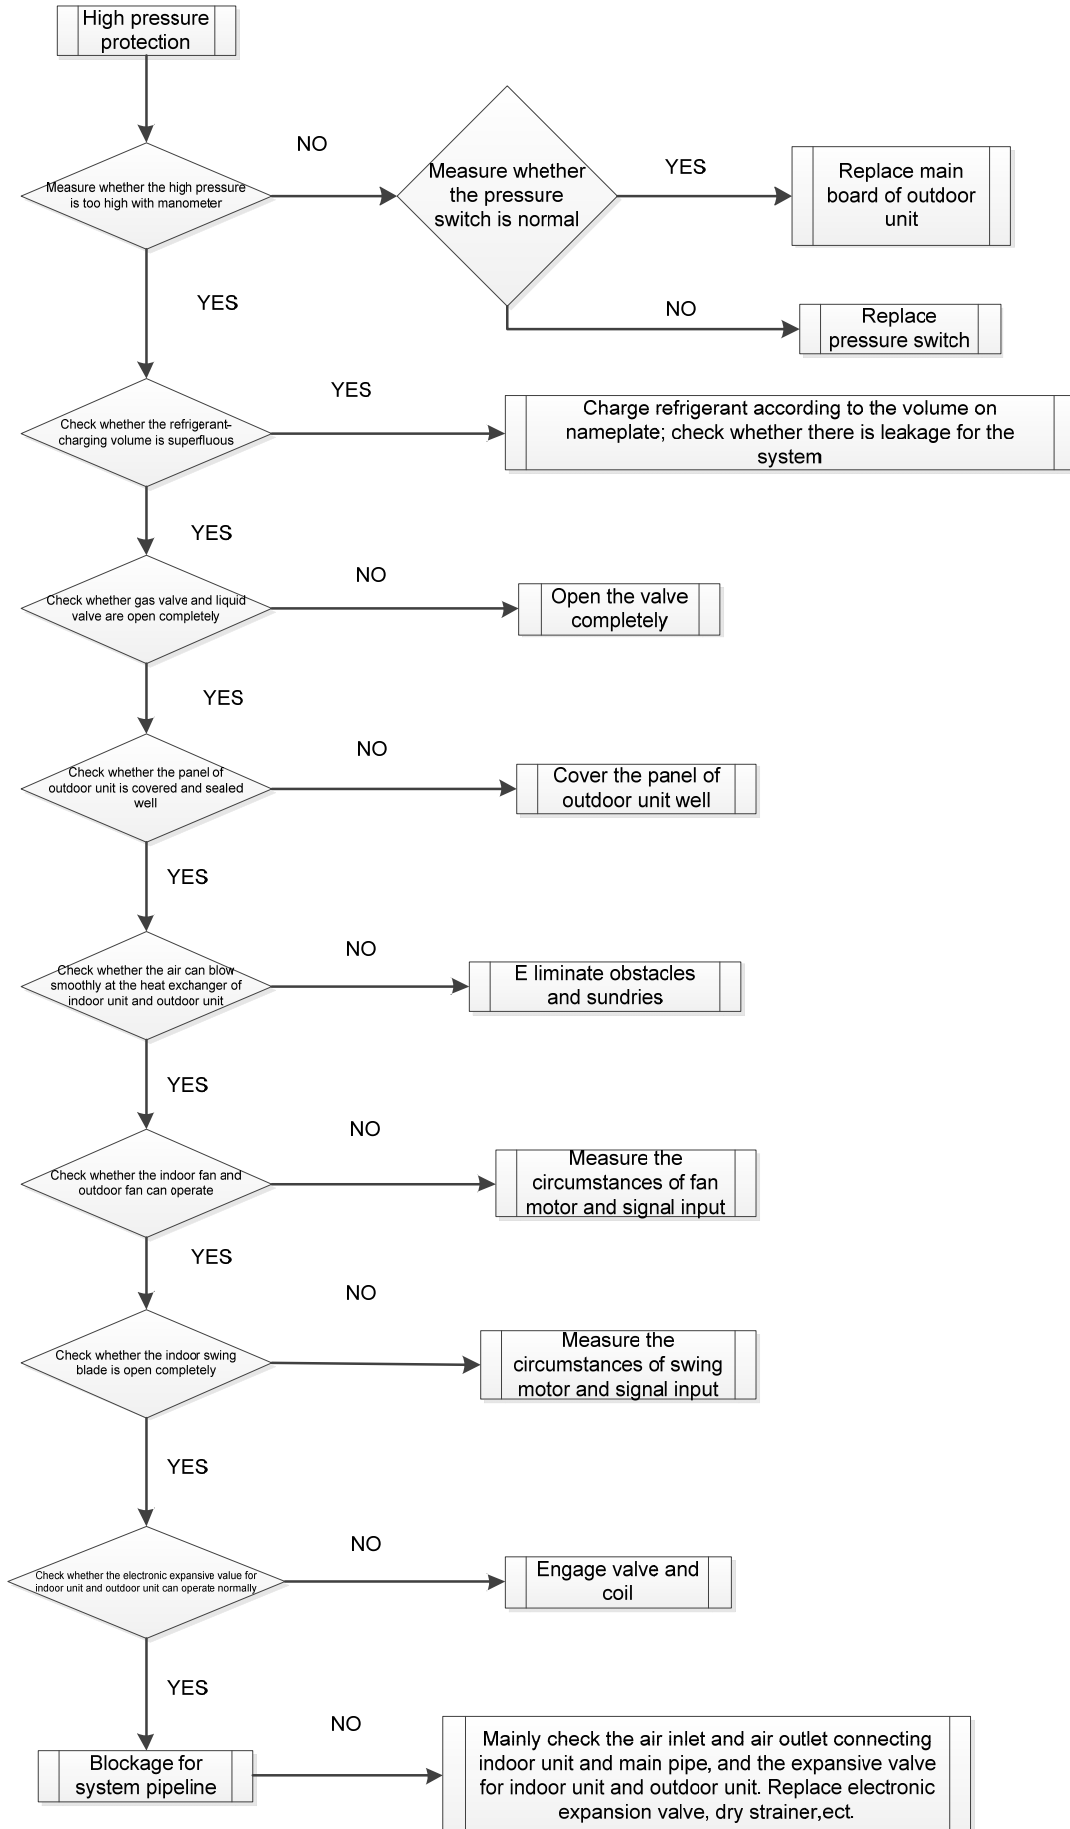 High pressure
protection
NO
Measure whether the high pressure
is too high with manometer
Measure whether
the pressure
switch is normal
YES
Replace main
board of outdoor
unit
NO
Replace
pressure switch
YES
Check whether the refrigerant-
charging volume is superfluous
YES
Charge refrigerant according to the volume on
nameplate; check whether there is leakage for the
system
YES
Check whether gas valve and liquid
valve are open completely
NO
Open the valve
completely
YES
Check whether the panel of
outdoor unit is covered and sealed
well
NO
Cover the panel of
outdoor unit well
YES
Check whether the air can blow
smoothly at the heat exchanger of
indoor unit and outdoor unit
NO
E liminate obstacles
and sundries
YES
Check whether the indoor fan and
outdoor fan can operate
NO
Measure the
circumstances of fan
motor and signal input
YES
Check whether the indoor swing
blade is open completely
NO
Measure the
circumstances of swing
motor and signal input
YES
Check whether the electronic expansive value for
indoor unit and outdoor unit can operate normally
NO
Engage valve and
coil
YES
Blockage for
system pipeline
NO
Mainly check the air inlet and air outlet connecting
indoor unit and main pipe, and the expansive valve
for indoor unit and outdoor unit. Replace electronic
expansion valve, dry strainer,ect.